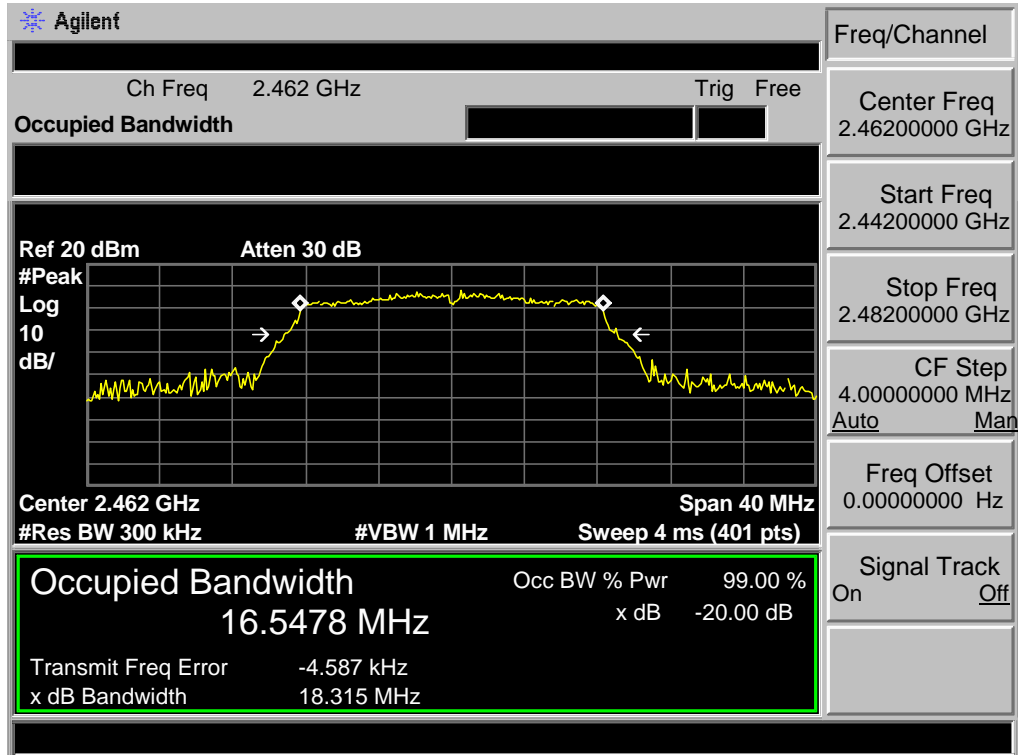 Agilent
Freq/Channel
Ch Freq 2.462 GHz Trig Free
Occupied Bandwidth
Center Freq
2.46200000 GHz
Start Freq
2.44200000 GHz
Stop Freq
2.48200000 GHz
CF Step
4.00000000 MHz
Auto Man
Freq Offset
0.00000000 Hz
Signal Track
On Off
Ref 20 dBm Atten 30 dB
#Peak
Log
10
dB/
Center 2.462 GHz Span 40 MHz
#Res BW 300 kHz #VBW 1 MHz Sweep 4 ms (401 pts)
Occupied Bandwidth Occ BW % Pwr 99.00 %
16.5478 MHz x dB -20.00 dB
Transmit Freq Error -4.587 kHz
x dB Bandwidth 18.315 MHz